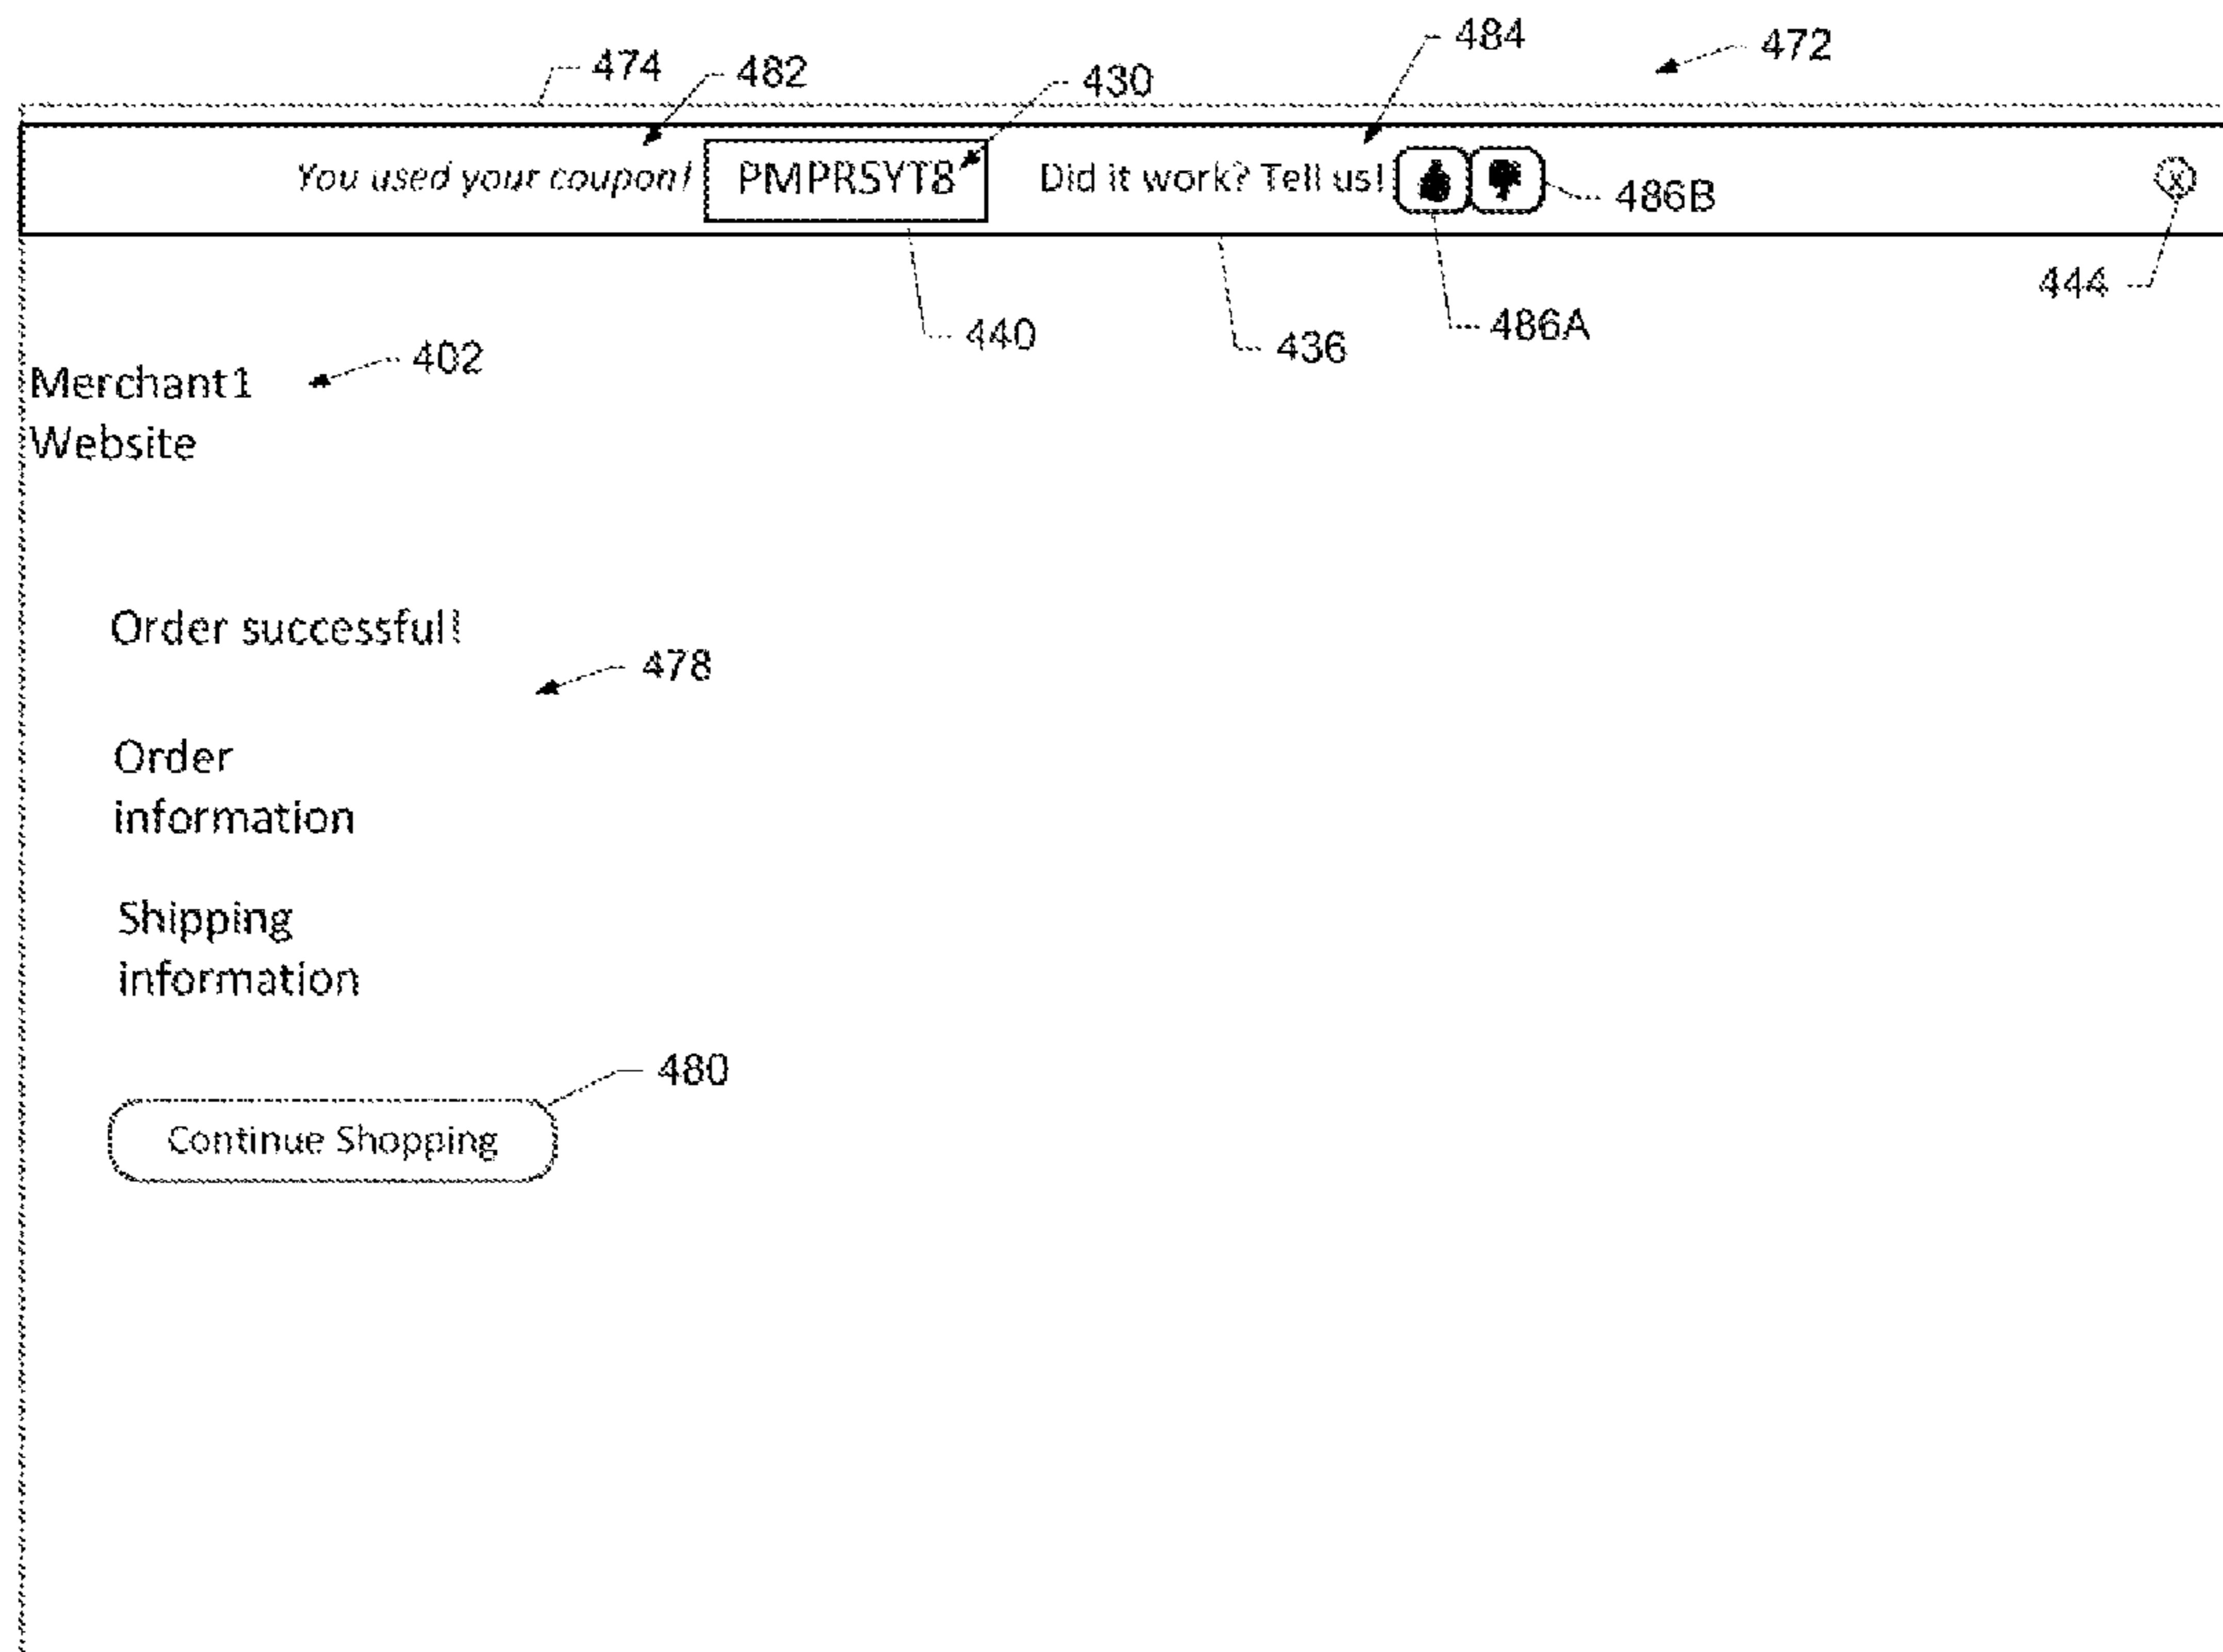 474 482 430 484 472
You used your coupon! PMPRSYT8 Did it work? Tell us! 486B x
444
440 436 486A
402
Merchant1
Website
Order successful!
478
Order
information
Shipping
information
480
Continue Shopping